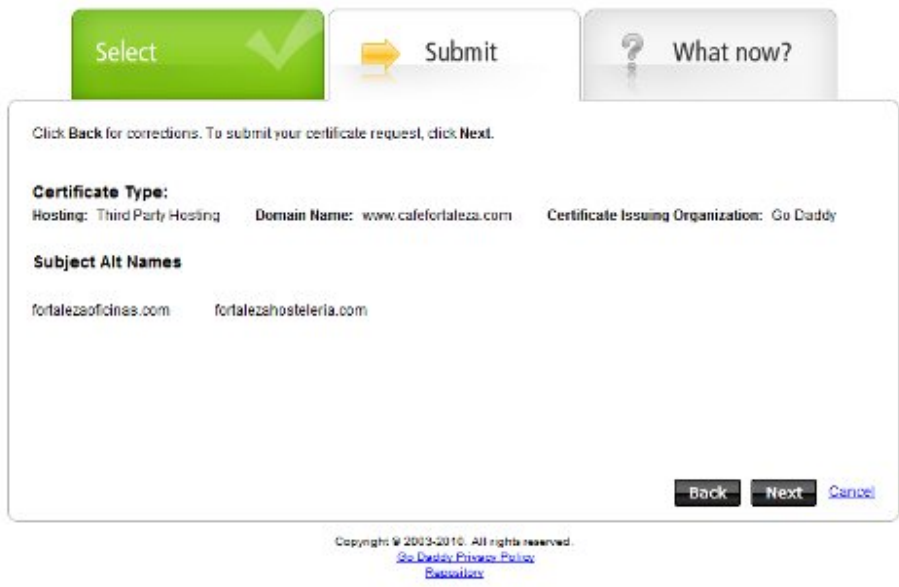 Select Submit What now?
Click Back for corrections. To submit your certificate request, click Next.
Certificate Type:
Hosting: Third Party Hosting Domain Name: www.cafefortaleza.com Certificate Issuing Organization: Go Daddy
Subject Alt Names
fortalezaoficinas.com fortalezahosteleria.com
Back Next Cancel
Copyright © 2003-2010. All rights reserved.
Go Daddy Privacy Policy
Repository